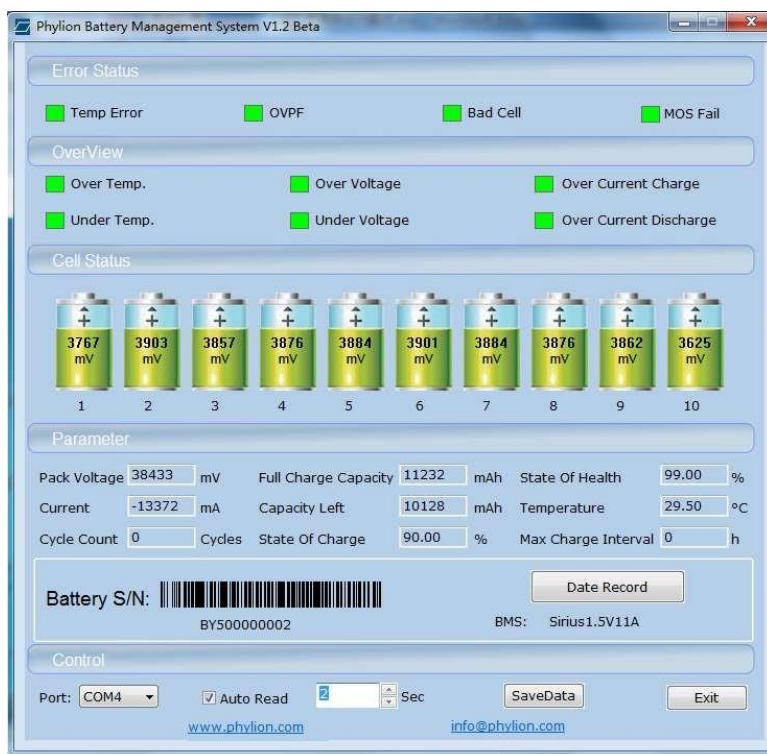 Phylion Battery Management System V1.2 Beta
Error Status
Temp Error OVPF Bad Cell MOS Fail
OverView
Over Temp. Over Voltage Over Current Charge
Under Temp. Under Voltage Over Current Discharge
Cell Status
3767 3903 3857 3876 3884 3901 3884 3876 3862 3625
mV mV mV mV mV mV mV mV mV mV
1 2 3 4 5 6 7 8 9 10
Parameter
Pack Voltage 38433 mV Full Charge Capacity 11232 mAh State Of Health 99.00 %
Current -13372 mA Capacity Left 10128 mAh Temperature 29.50 °C
Cycle Count 0 Cycles State Of Charge 90.00 % Max Charge Interval 0 h
Date Record
Battery S/N:
BY500000002 BMS: Sirius1.5V11A
Control
Port: COM4 Auto Read 2 Sec SaveData Exit
www.phylion.com info@phylion.com